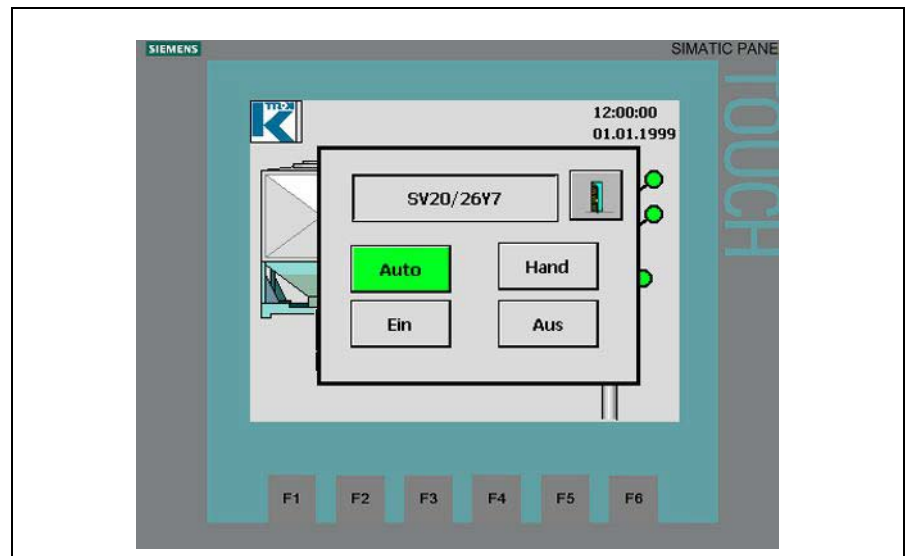 SIEMENS
SIMATIC PANE
TOUCH
12:00:00
01.01.1999
SV20/26Y7
Auto
Hand
Ein
Aus
F1 F2 F3 F4 F5 F6